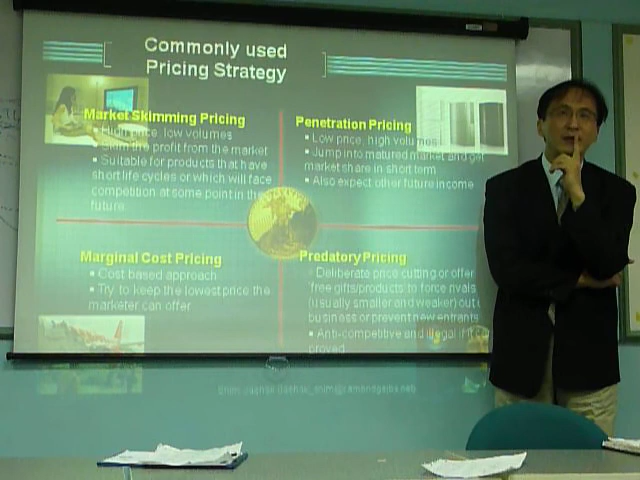 Commonly used
Pricing Strategy
Market Skimming Pricing
High price, low volumes
Skim the profit from the market
Suitable for products that have
short life cycles or which will face
competition at some point in the
future
Penetration Pricing
Low price, high volumes
Jump into matured market and get
market share in short term
Also expect other future income
Marginal Cost Pricing
Cost based approach
Try to keep the lowest price the
marketer can offer
Predatory Pricing
Deliberate price cutting or offer
'free gifts/products' to force rivals
(usually smaller and weaker) out
business or prevent new entrants
Anti-competitive and illegal if it
proved